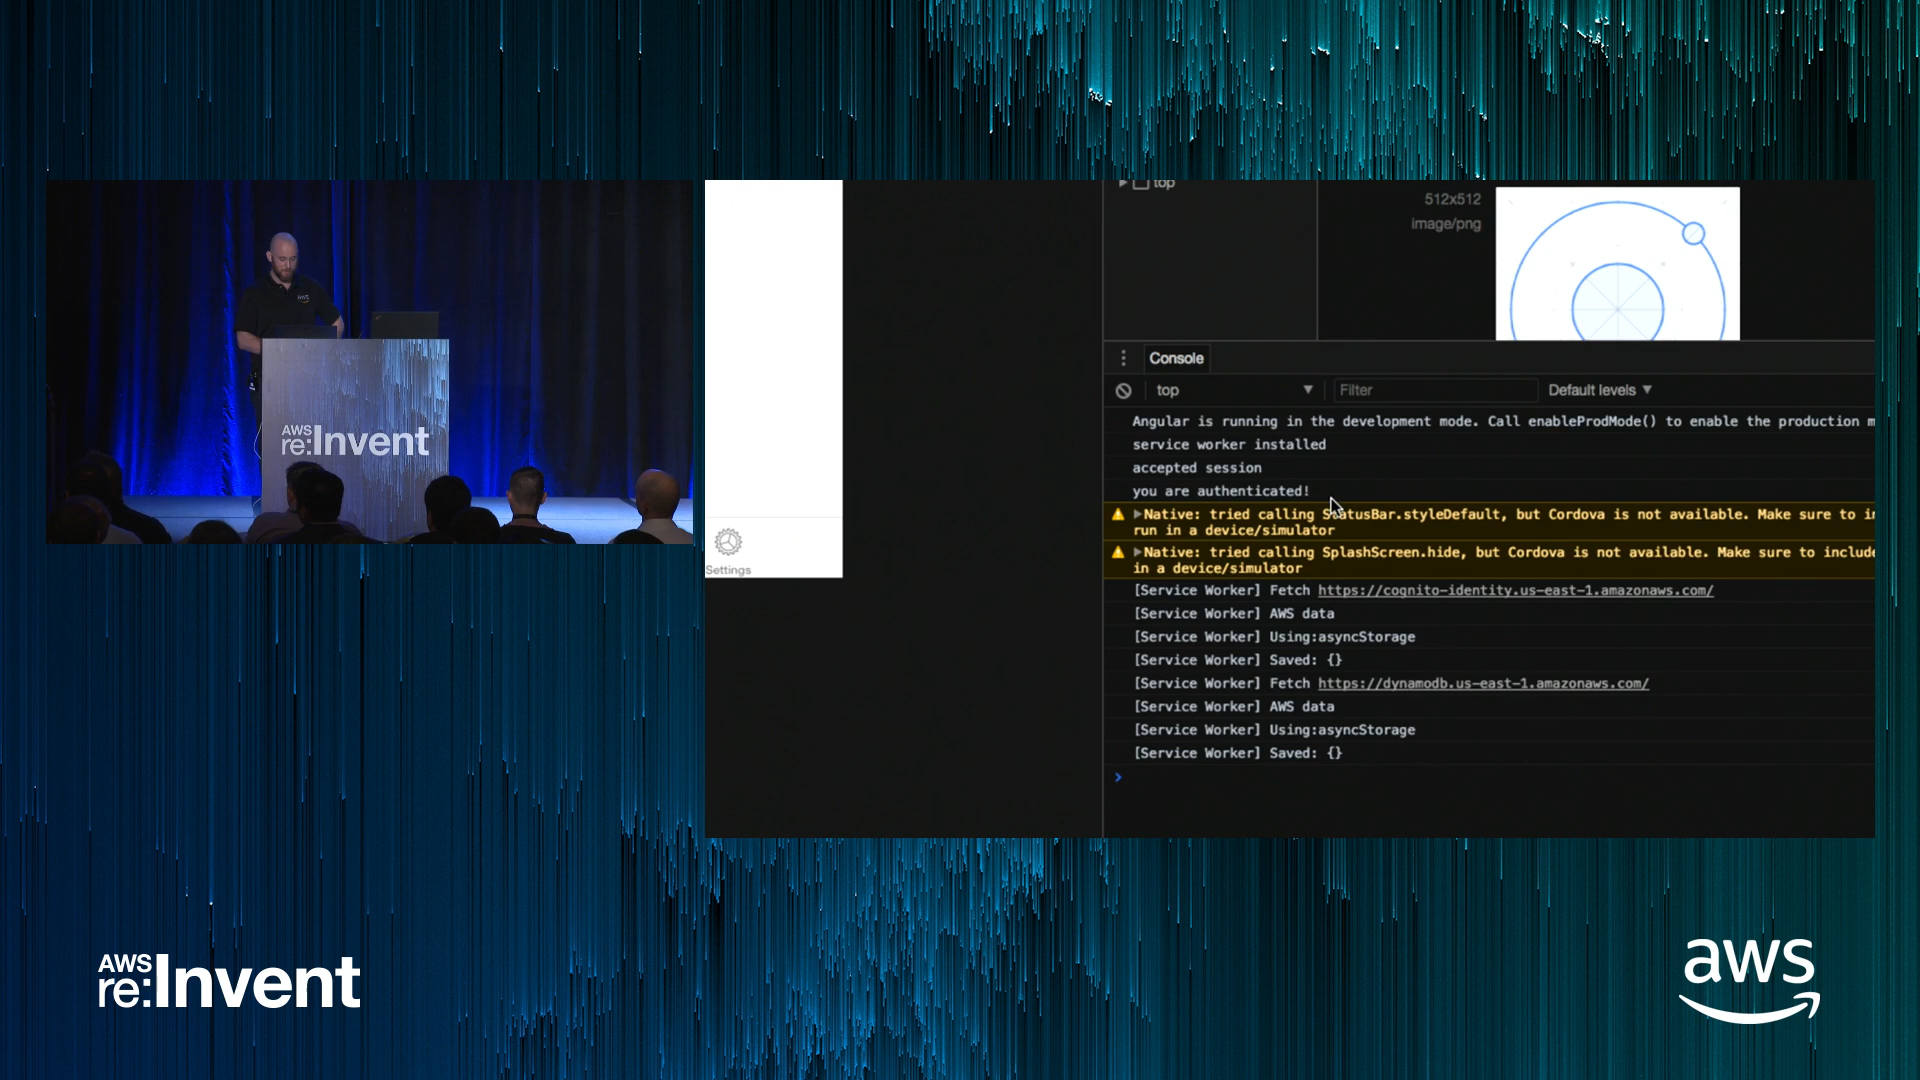 aws
AWS
re:Invent
Settings
top
512x512
image/png
Console
top
Filter
Default levels
Angular is running in the development mode. Call enableProdMode() to enable the production m
service worker installed
accepted session
you are authenticated!
Native: tried calling StatusBar.styleDefault, but Cordova is not available. Make sure to in
run in a device/simulator
Native: tried calling SplashScreen.hide, but Cordova is not available. Make sure to include
in a device/simulator
[Service Worker] Fetch https://cognito-identity.us-east-1.amazonaws.com/
[Service Worker] AWS data
[Service Worker] Using:asyncStorage
[Service Worker] Saved: {}
[Service Worker] Fetch https://dynamodb.us-east-1.amazonaws.com/
[Service Worker] AWS data
[Service Worker] Using:asyncStorage
[Service Worker] Saved: {}
AWS
re:Invent
aws